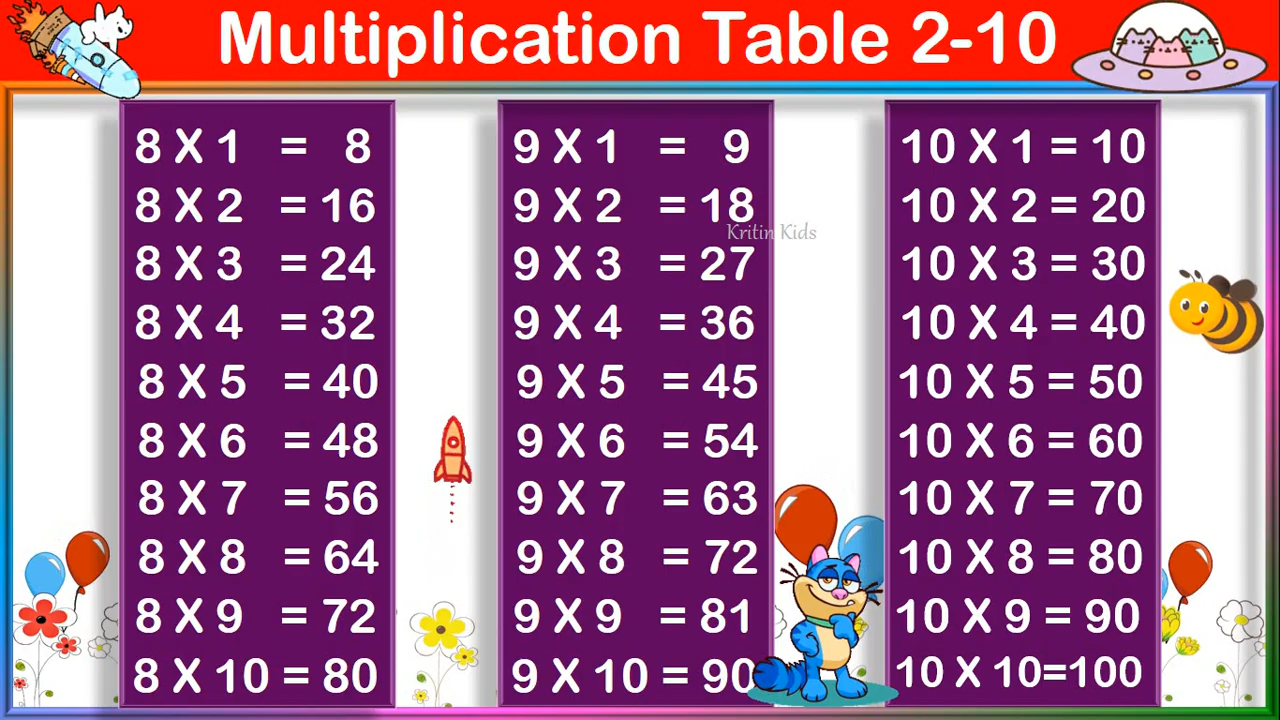 Multiplication Table 2-10
8 X 1 = 8
8 X 2 = 16
8 X 3 = 24
8 X 4 = 32
8 X 5 = 40
8 X 6 = 48
8 X 7 = 56
8 X 8 = 64
8 X 9 = 72
8 X 10 = 80
9 X 1 = 9
9 X 2 = 18
9 X 3 = 27
9 X 4 = 36
9 X 5 = 45
9 X 6 = 54
9 X 7 = 63
9 X 8 = 72
9 X 9 = 81
9 X 10 = 90
Kritin Kids
10 X 1 = 10
10 X 2 = 20
10 X 3 = 30
10 X 4 = 40
10 X 5 = 50
10 X 6 = 60
10 X 7 = 70
10 X 8 = 80
10 X 9 = 90
10 X 10=100